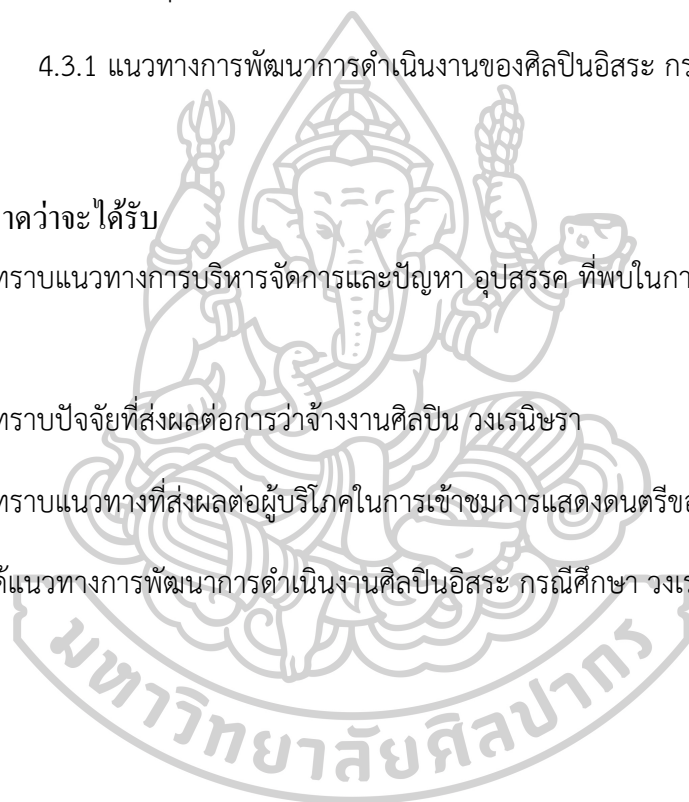 4.3.1 แนวทางการพัฒนาการดำเนินงานของศิลปินอิสระ
าดว่าจะได้รับ
ทราบแนวทางการบริหารจัดการและปัญหา อุปสรรค ที่พบในกา
ทราบปัจจัยที่ส่งผลต่อการว่าจ้างงานศิลปิน วงเรนิษรา
ทราบแนวทางที่ส่งผลต่อผู้บริโภคในการเข้าชมการแสดงดนตรีขอ
ด้แนวทางการพัฒนาการดำเนินงานศิลปินอิสระ กรณีศึกษา วงเร
มหาวิทยาลัยศิลปากร